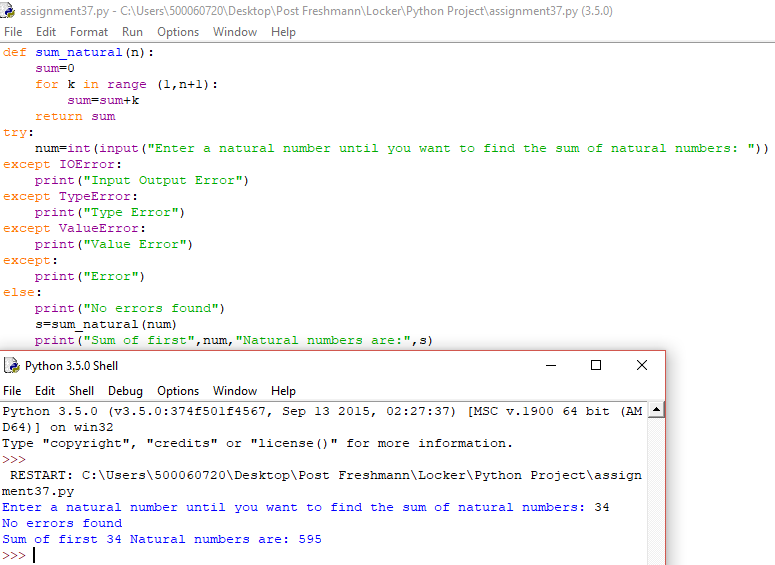 assignment37.py - C:\Users\500060720\Desktop\Post Freshmann\Locker\Python Project\assignment37.py (3.5.0)
File Edit Format Run Options Window Help
def sum_natural(n):
    sum=0
    for k in range (1,n+1):
        sum=sum+k
    return sum
try:
    num=int(input("Enter a natural number until you want to find the sum of natural numbers: "))
except IOError:
    print("Input Output Error")
except TypeError:
    print("Type Error")
except ValueError:
    print("Value Error")
except:
    print("Error")
else:
    print("No errors found")
    s=sum_natural(num)
    print("Sum of first",num,"Natural numbers are:",s)
Python 3.5.0 Shell
File Edit Shell Debug Options Window Help
Python 3.5.0 (v3.5.0:374f501f4567, Sep 13 2015, 02:27:37) [MSC v.1900 64 bit (AM
D64)] on win32
Type "copyright", "credits" or "license()" for more information.
>>>
 RESTART: C:\Users\500060720\Desktop\Post Freshmann\Locker\Python Project\assign
ment37.py
Enter a natural number until you want to find the sum of natural numbers: 34
No errors found
Sum of first 34 Natural numbers are: 595
>>>